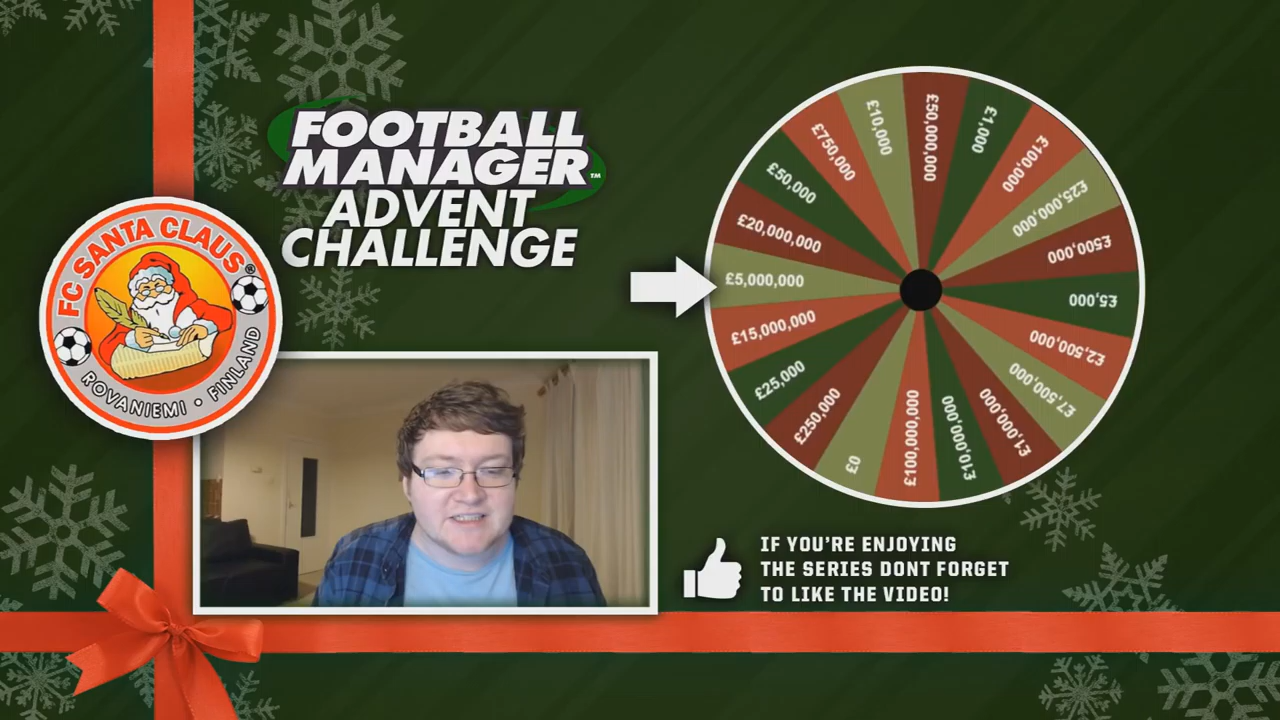 FOOTBALL
MANAGER™
ADVENT
CHALLENGE
FC SANTA CLAUS®
ROVANIEMI • FINLAND
£50,000,000
£1,000
£100,000
£25,000,000
£500,000
£5,000
£2,500,000
£7,500,000
£1,000,000
£10,000,000
£100,000,000
£0
£250,000
£25,000
£15,000,000
£5,000,000
£20,000,000
£50,000
£750,000
£10,000
IF YOU'RE ENJOYING
THE SERIES DONT FORGET
TO LIKE THE VIDEO!